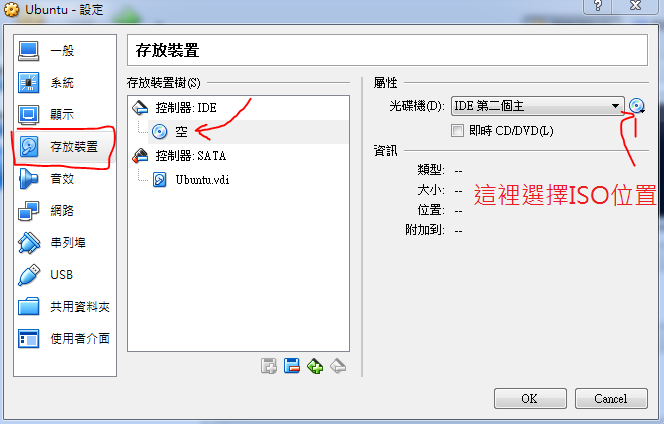 Ubuntu - 設定
一般
系統
顯示
存放裝置
音效
網路
串列埠
USB
共用資料夾
使用者介面
存放裝置
存放裝置樹(S)
控制器: IDE
空
控制器: SATA
Ubuntu.vdi
屬性
光碟機(D): IDE 第二個主
即時 CD/DVD(L)
資訊
類型: --
大小: --
位置: --
附加到: --
這裡選擇ISO位置
OK Cancel